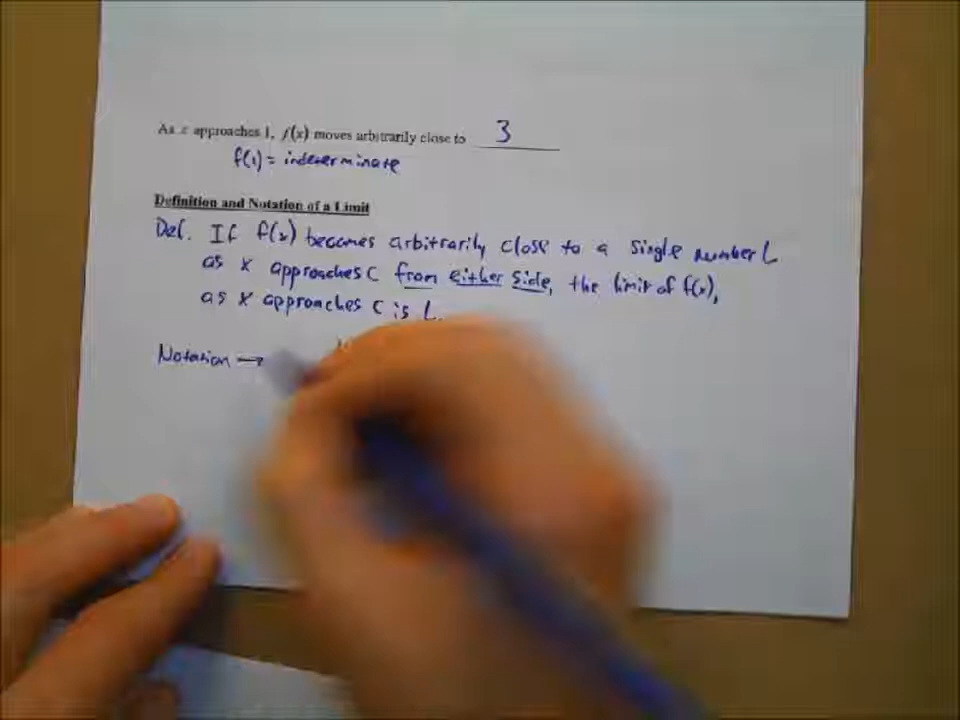 As x approaches 1, f(x) moves arbitrarily close to 3
f(1) = indeterminate
Definition and Notation of a Limit
Def. If f(x) becomes arbitrarily close to a single number L
as x approaches c from either side, the limit of f(x),
as x approaches c is L.
Notation →